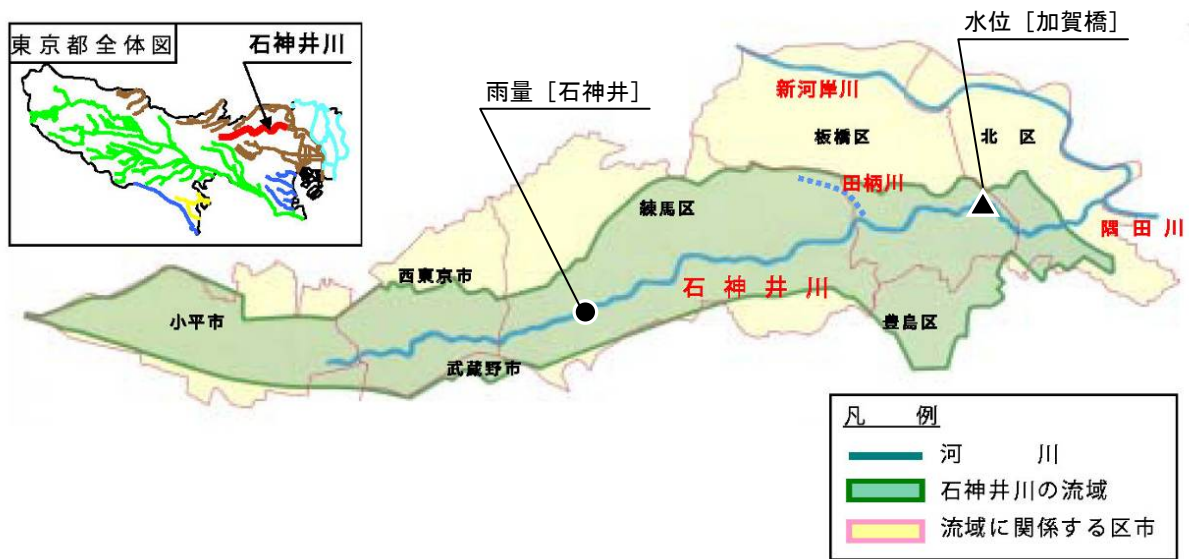 東京都全体図
石神井川
水位［加賀橋］
雨量［石神井］
新河岸川
板橋区
北　区
田柄川
練馬区
隅田川
西東京市
石神井川
小平市
豊島区
武蔵野市
凡　例
河　川
石神井川の流域
流域に関係する区市